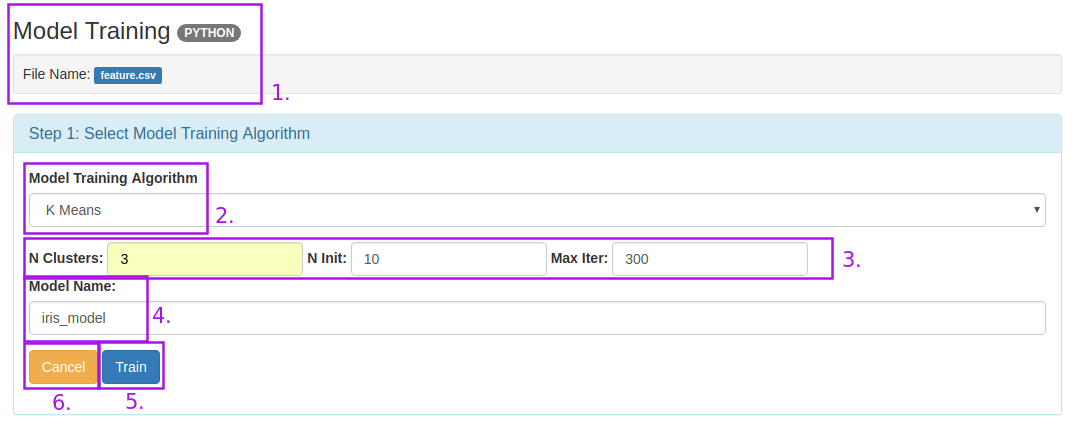 Model Training PYTHON
File Name: feature.csv
1.
Step 1: Select Model Training Algorithm
Model Training Algorithm
K Means
2.
N Clusters: 3 N Init: 10 Max Iter: 300
3.
Model Name:
iris_model
4.
Cancel Train
6. 5.